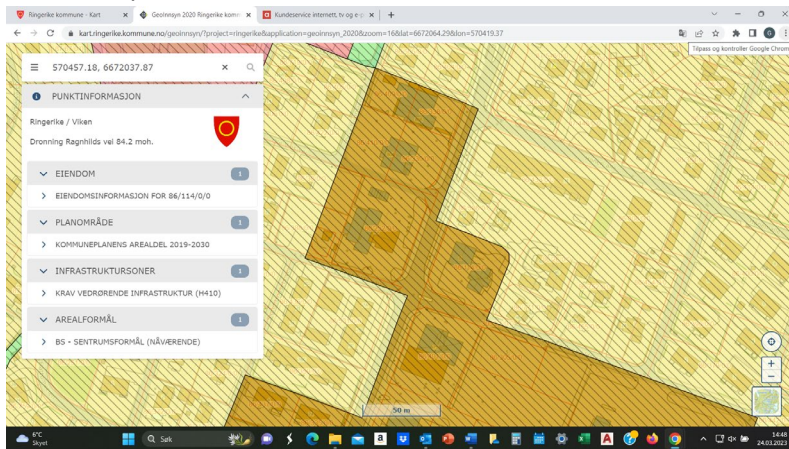 Ringerike kommune - Kart
Geoinnsyn 2020 Ringerike komm
Kundeservice internett, tv og e-p
kart.ringerike.kommune.no/geoinnsyn/?project=ringerike&application=geoinnsyn_2020&zoom=16&lat=6672064.29&lon=570419.37
Tilpass og kontroller Google Chrom
570457.18, 6672037.87
PUNKTINFORMASJON
Ringerike / Viken
Dronning Ragnhilds vei 84.2 moh.
EIENDOM 1
EIENDOMSINFORMASJON FOR 86/114/0/0
PLANOMRÅDE 1
KOMMUNEPLANENS AREALDEL 2019-2030
INFRASTRUKTURSONER 1
KRAV VEDRØRENDE INFRASTRUKTUR (H410)
AREALFORMÅL 1
BS - SENTRUMSFORMÅL (NÅVÆRENDE)
50 m
6°C
Skyet
Søk
14:48
24.03.2023